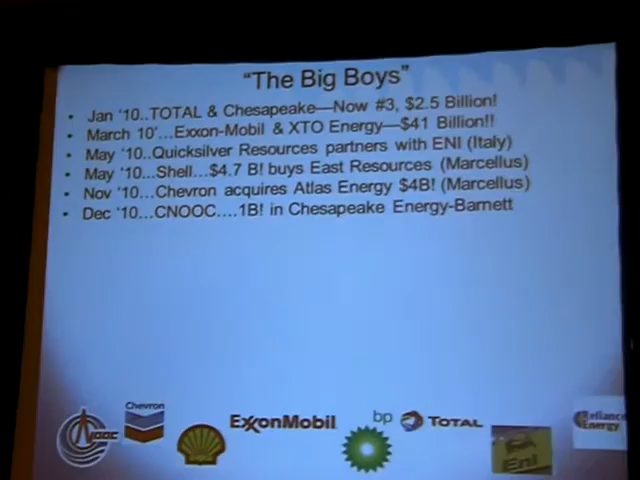 “The Big Boys”
• Jan '10..TOTAL & Chesapeake—Now #3, $2.5 Billion!
• March 10'...Exxon-Mobil & XTO Energy—$41 Billion!!
• May '10..Quicksilver Resources partners with ENI (Italy)
• May '10...Shell...$4.7 B! buys East Resources (Marcellus)
• Nov '10...Chevron acquires Atlas Energy $4B! (Marcellus)
• Dec '10...CNOOC....1B! in Chesapeake Energy-Barnett
Chevron
ExxonMobil
bp
TOTAL
Reliance
Energy
CNOOC
Eni